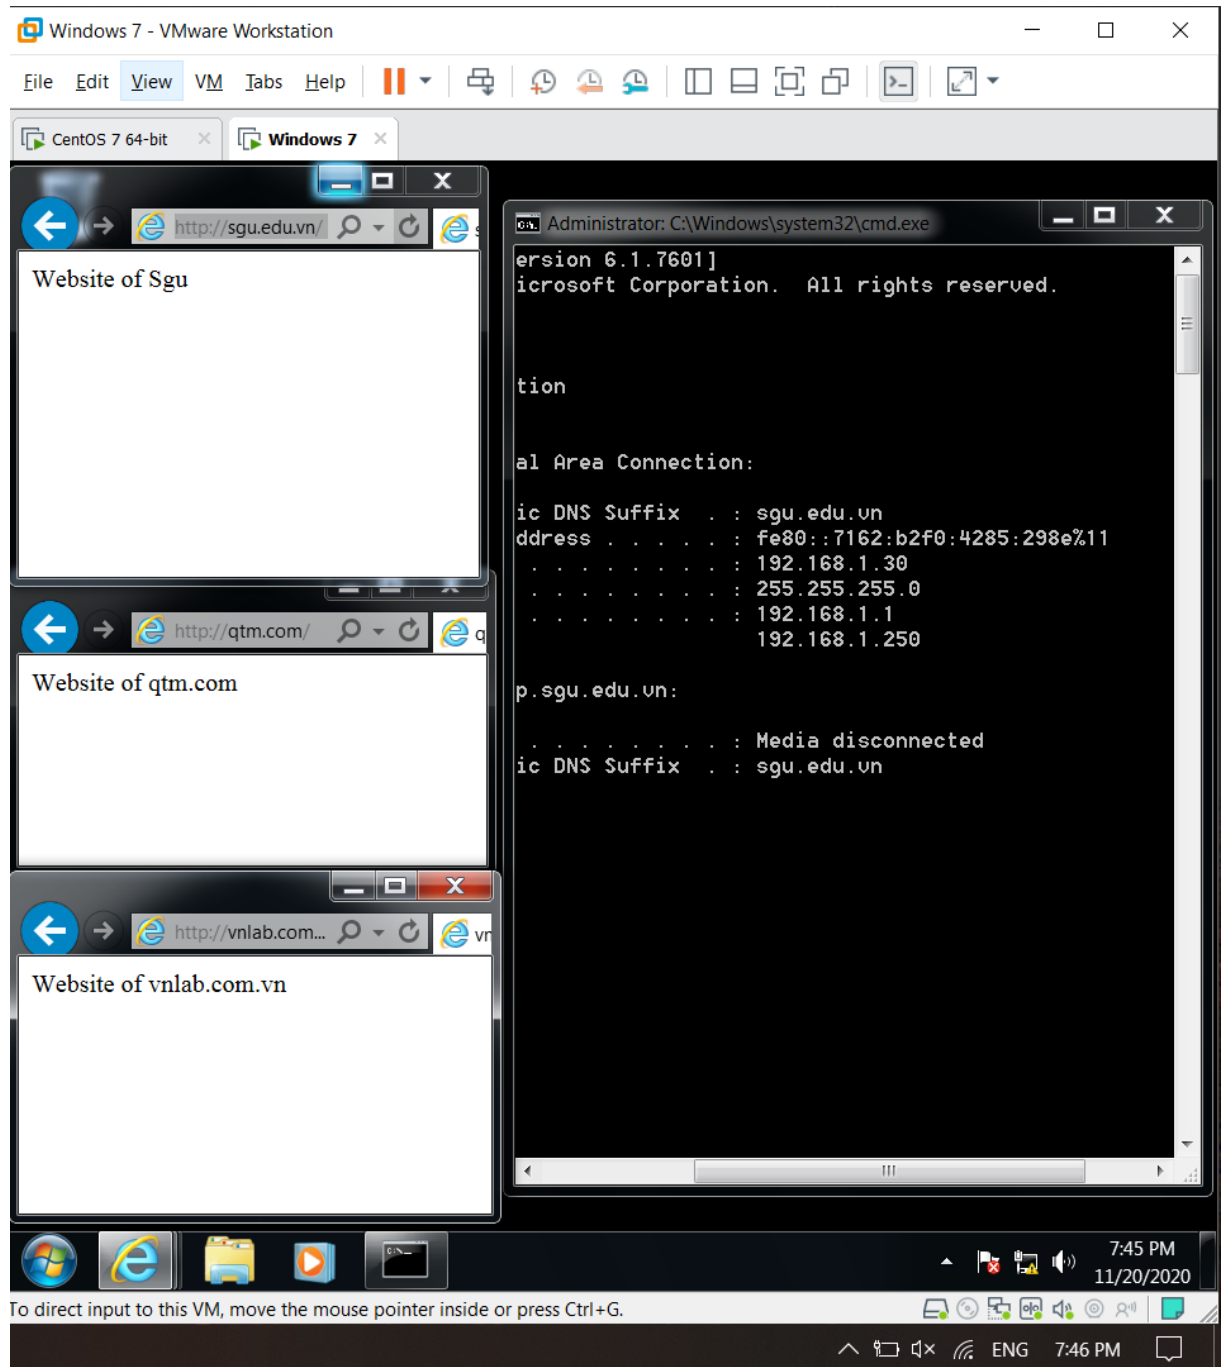 Windows 7 - VMware Workstation
File Edit View VM Tabs Help
CentOS 7 64-bit
Windows 7
http://sgu.edu.vn/
Website of Sgu
http://qtm.com/
Website of qtm.com
http://vnlab.com...
Website of vnlab.com.vn
Administrator: C:\Windows\system32\cmd.exe
ersion 6.1.7601]
icrosoft Corporation.  All rights reserved.
tion
al Area Connection:
ic DNS Suffix  . : sgu.edu.vn
ddress . . . . . : fe80::7162:b2f0:4285:298e%11
. . . . . . . . : 192.168.1.30
. . . . . . . . : 255.255.255.0
. . . . . . . . : 192.168.1.1
192.168.1.250
p.sgu.edu.vn:
. . . . . . . . : Media disconnected
ic DNS Suffix  . : sgu.edu.vn
7:45 PM
11/20/2020
To direct input to this VM, move the mouse pointer inside or press Ctrl+G.
ENG 7:46 PM